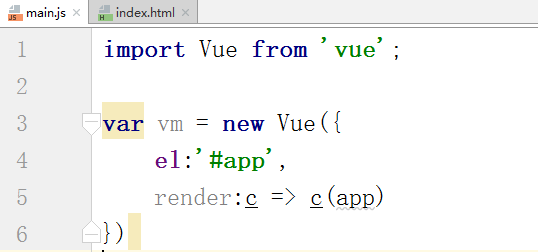 main.js × index.html ×
1 import Vue from 'vue';
2
3 var vm = new Vue({
4 el:'#app',
5 render:c => c(app)
6 })